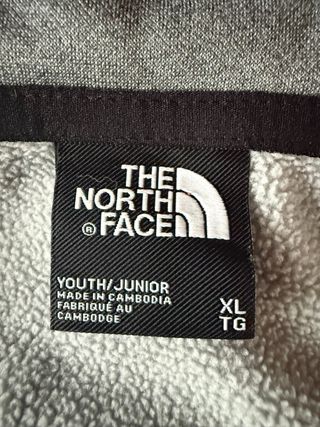 THE
NORTH
® FACE
YOUTH/JUNIOR
MADE IN CAMBODIA
FABRIQUÉ AU
CAMBODGE
XL
TG